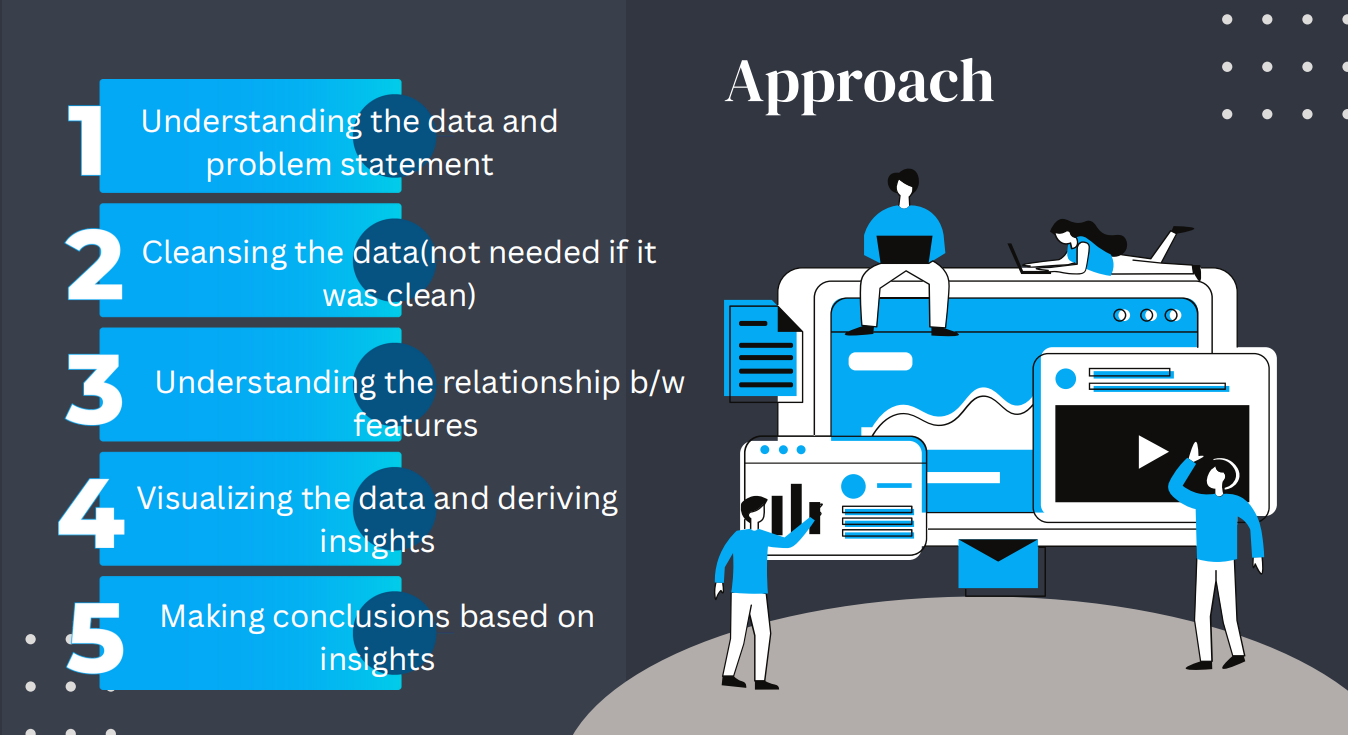 Approach
1
Understanding the data and
problem statement
2
Cleansing the data(not needed if it
was clean)
3
Understanding the relationship b/w
features
4
Visualizing the data and deriving
insights
5
Making conclusions based on
insights